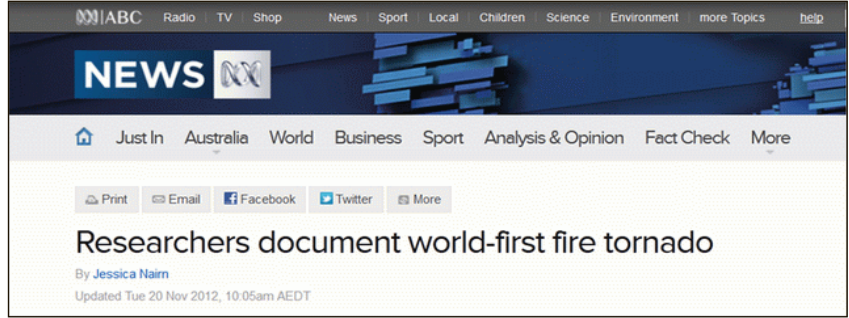 ABC Radio TV Shop News Sport Local Children Science Environment more Topics help
NEWS
Just In Australia World Business Sport Analysis & Opinion Fact Check More
Print Email Facebook Twitter More
Researchers document world-first fire tornado
By Jessica Nairn
Updated Tue 20 Nov 2012, 10:05am AEDT